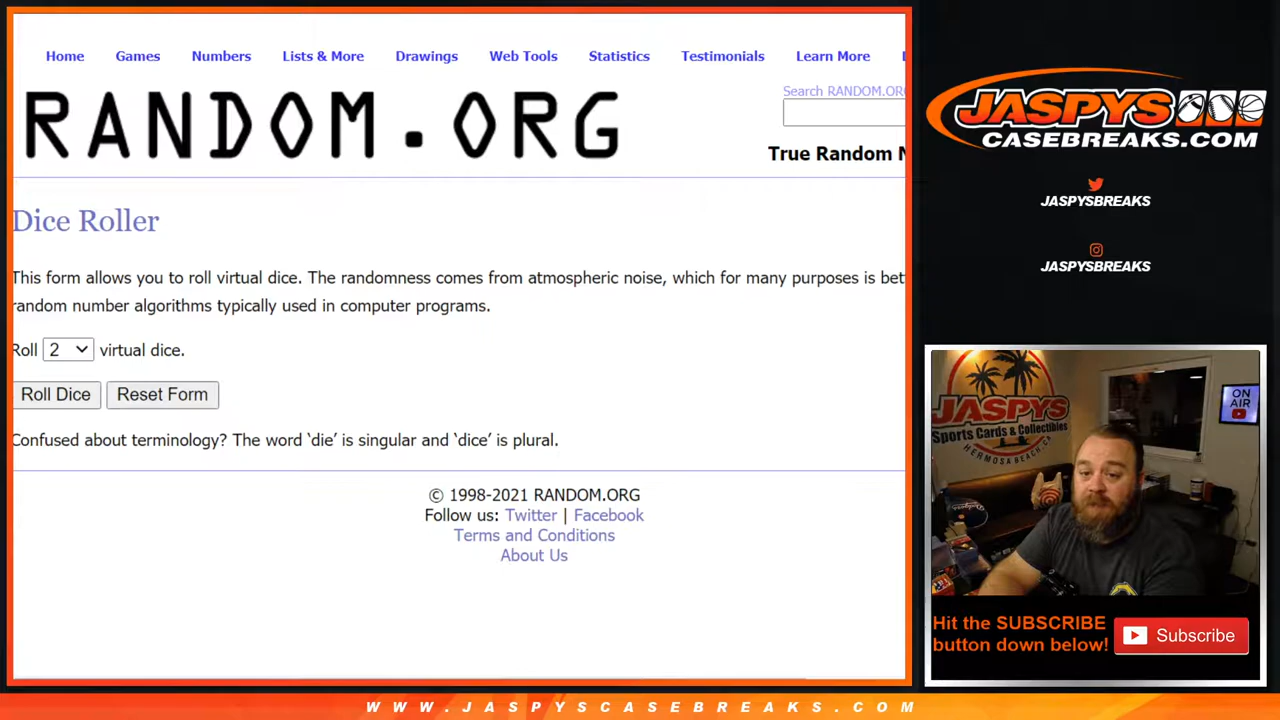 Home Games Numbers Lists & More Drawings Web Tools Statistics Testimonials Learn More
RANDOM.ORG
Search RANDOM.ORG
True Random N
Dice Roller
This form allows you to roll virtual dice. The randomness comes from atmospheric noise, which for many purposes is bet
random number algorithms typically used in computer programs.
Roll 2 virtual dice.
Roll Dice Reset Form
Confused about terminology? The word ‘die’ is singular and ‘dice’ is plural.
© 1998-2021 RANDOM.ORG
Follow us: Twitter | Facebook
Terms and Conditions
About Us
JASPYS
CASEBREAKS.COM
JASPYSBREAKS
JASPYSBREAKS
JASPYS
Sports Cards & Collectibles
HERMOSA BEACH, CA
ON
AIR
Hit the SUBSCRIBE
button down below!
Subscribe
WWW.JASPYSCASEBREAKS.COM